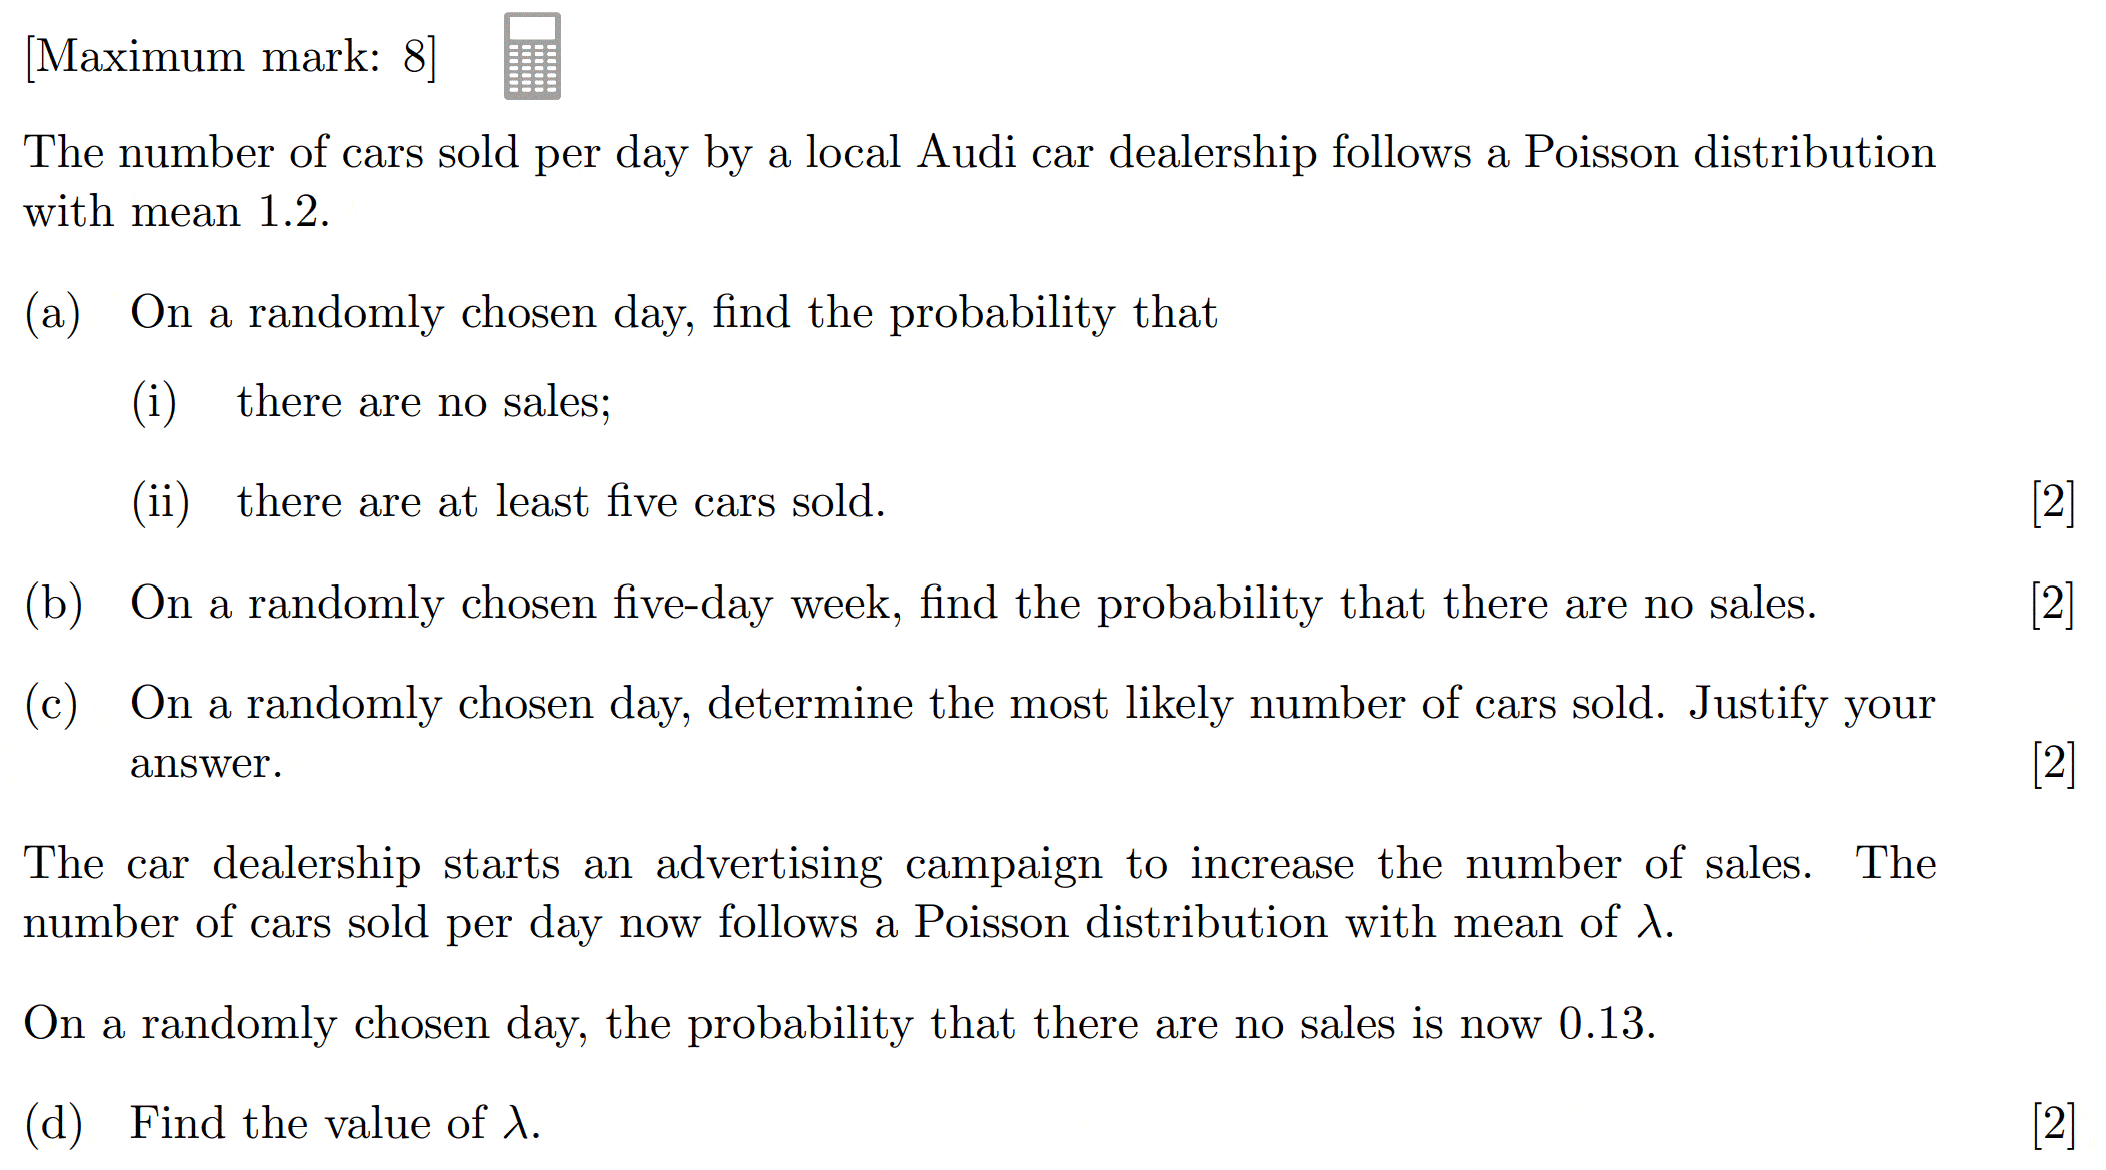 [Maximum mark: 8]
The number of cars sold per day by a local Audi car dealership follows a Poisson distribution
with mean 1.2.
(a) On a randomly chosen day, find the probability that
(i) there are no sales;
(ii) there are at least five cars sold. [2]
(b) On a randomly chosen five-day week, find the probability that there are no sales. [2]
(c) On a randomly chosen day, determine the most likely number of cars sold. Justify your
answer. [2]
The car dealership starts an advertising campaign to increase the number of sales. The
number of cars sold per day now follows a Poisson distribution with mean of λ.
On a randomly chosen day, the probability that there are no sales is now 0.13.
(d) Find the value of λ. [2]